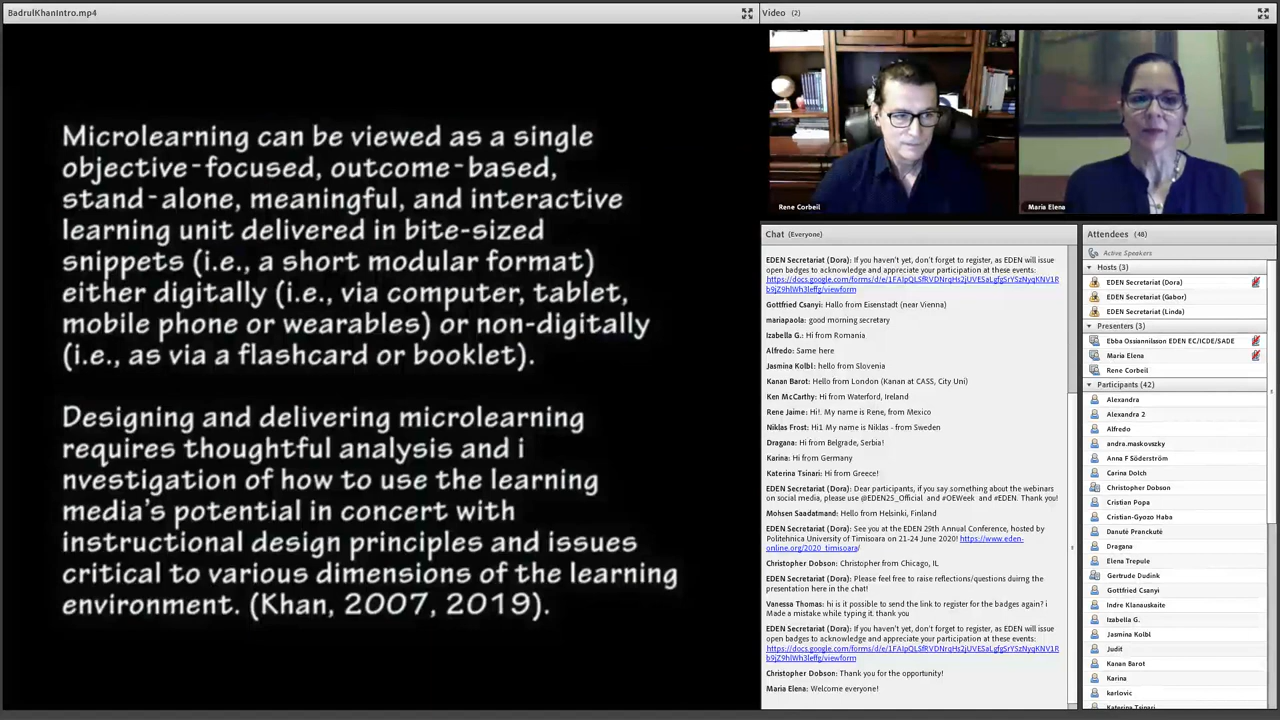 BadrulKhanIntro.mp4
Microlearning can be viewed as a single
objective-focused, outcome-based,
stand-alone, meaningful, and interactive
learning unit delivered in bite-sized
snippets (i.e., a short modular format)
either digitally (i.e., via computer, tablet,
mobile phone or wearables) or non-digitally
(i.e., as via a flashcard or booklet).
Designing and delivering microlearning
requires thoughtful analysis and i
nvestigation of how to use the learning
media's potential in concert with
instructional design principles and issues
critical to various dimensions of the learning
environment. (Khan, 2007, 2019).
Video (2)
Rene Corbeil
Maria Elena
Chat (Everyone)
EDEN Secretariat (Dora): If you haven't yet, don't forget to register, as EDEN will issue
open badges to acknowledge and appreciate your participation at these events:
Gottfried Csanyi: Hallo from Eisenstadt (near Vienna)
mariapaola: good morning secretary
Izabella G.: Hi from Romania
Alfredo: Same here
Jasmina Kolbl: hello from Slovenia
Kanan Barot: Hello from London (Kanan at CASS, City Uni)
Ken McCarthy: Hi from Waterford, Ireland
Rene Jaime: Hi!. My name is Rene, from Mexico
Niklas Frost: Hi1 My name is Niklas - from Sweden
Dragana: Hi from Belgrade, Serbia!
Karina: Hi from Germany
Katerina Tsinari: Hi from Greece!
EDEN Secretariat (Dora): Dear participants, if you say something about the webinars
on social media, please use @EDEN25_Official and #OEWeek and #EDEN. Thank you!
Mohsen Saadatmand: Hello from Helsinki, Finland
EDEN Secretariat (Dora): See you at the EDEN 29th Annual Conference, hosted by
Politehnica University of Timisoara on 21-24 June 2020! https://www.eden-
online.org/2020_timisoara/
Christopher Dobson: Christopher from Chicago, IL
EDEN Secretariat (Dora): Please feel free to raise reflections/questions duirng the
presentation here in the chat!
Vanessa Thomas: hi is it possible to send the link to register for the badges again? i
Made a mistake while typing it. thank you
EDEN Secretariat (Dora): If you haven't yet, don't forget to register, as EDEN will issue
open badges to acknowledge and appreciate your participation at these events:
Christopher Dobson: Thank you for the opportunity!
Maria Elena: Welcome everyone!
Attendees (48)
Active Speakers
Hosts (3)
EDEN Secretariat (Dora)
EDEN Secretariat (Gabor)
EDEN Secretariat (Linda)
Presenters (3)
Ebba Ossiannilsson EDEN EC/ICDE/SADE
Maria Elena
Rene Corbeil
Participants (42)
Alexandra
Alexandra 2
Alfredo
andra.maskovszky
Anna F Söderström
Carina Dolch
Christopher Dobson
Cristian Popa
Cristian-Gyozo Haba
Danutė Pranckutė
Dragana
Elena Trepule
Gertrude Dudink
Gottfried Csanyi
Indre Klanauskaite
Izabella G.
Jasmina Kolbl
Judit
Kanan Barot
Karina
karlovic
Katerina Tsinari